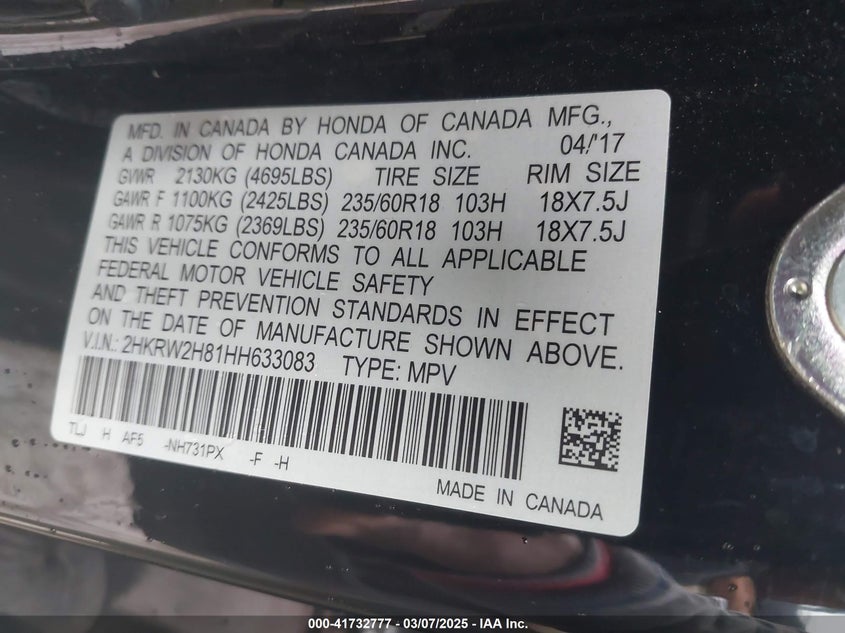 MFD. IN CANADA BY HONDA OF CANADA MFG.,
A DIVISION OF HONDA CANADA INC. 04/'17
GVWR 2130KG (4695LBS) TIRE SIZE RIM SIZE
GAWR F 1100KG (2425LBS) 235/60R18 103H 18X7.5J
GAWR R 1075KG (2369LBS) 235/60R18 103H 18X7.5J
THIS VEHICLE CONFORMS TO ALL APPLICABLE
FEDERAL MOTOR VEHICLE SAFETY
AND THEFT PREVENTION STANDARDS IN EFFECT
ON THE DATE OF MANUFACTURE SHOWN ABOVE.
V.I.N.: 2HKRW2H81HH633083 TYPE: MPV
TLJ H AF5 -NH731PX -F -H
MADE IN CANADA
000-41732777 - 03/07/2025 - IAA Inc.